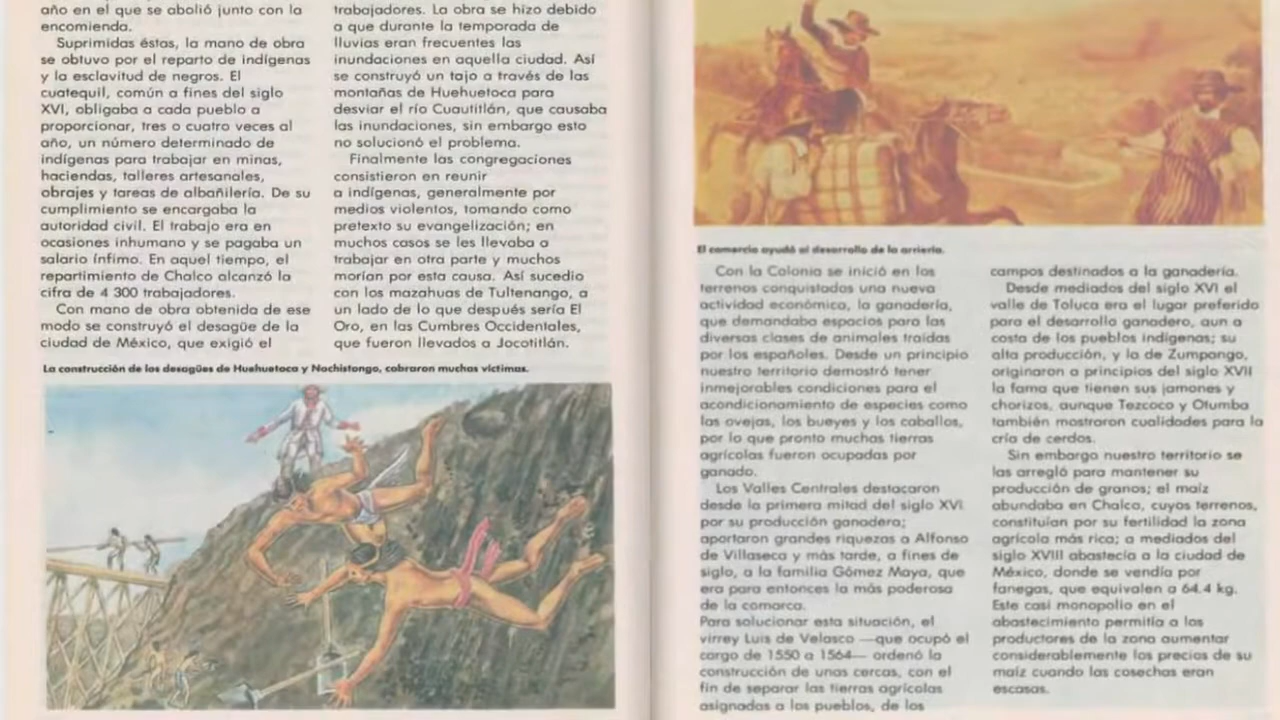 año en el que se abolió junto con la
encomienda.
Suprimidas éstas, la mano de obra
se obtuvo por el reparto de indígenas
y la esclavitud de negros. El
cuatequil, común a fines del siglo
XVI, obligaba a cada pueblo a
proporcionar, tres o cuatro veces al
año, un número determinado de
indígenas para trabajar en minas,
haciendas, talleres artesanales,
obrajes y tareas de albañilería. De su
cumplimiento se encargaba la
autoridad civil. El trabajo era en
ocasiones inhumano y se pagaba un
salario ínfimo. En aquel tiempo, el
repartimiento de Chalco alcanzó la
cifra de 4 300 trabajadores.
Con mano de obra obtenida de ese
modo se construyó el desagüe de la
ciudad de México, que exigió el
trabajadores. La obra se hizo debido
a que durante la temporada de
lluvias eran frecuentes las
inundaciones en aquella ciudad. Así
se construyó un tajo a través de las
montañas de Huehuetoca para
desviar el río Cuautitlán, que causaba
las inundaciones, sin embargo esto
no solucionó el problema.
Finalmente las congregaciones
consistieron en reunir
a indígenas, generalmente por
medios violentos, tomando como
pretexto su evangelización; en
muchos casos se les llevaba a
trabajar en otra parte y muchos
morían por esta causa. Así sucedio
con los mazahuas de Tultenango, a
un lado de lo que después sería El
Oro, en las Cumbres Occidentales,
que fueron llevados a Jocotitlán.
La construcción de los desagües de Huehuetoca y Nochistongo, cobraron muchas víctimas.
El comercio ayudó al desarrollo de la arriería.
Con la Colonia se inició en los
terrenos conquistados una nueva
actividad económica, la ganadería,
que demandaba espacios para las
diversas clases de animales traídas
por los españoles. Desde un principio
nuestro territorio demostró tener
inmejorables condiciones para el
acondicionamiento de especies como
las ovejas, los bueyes y los caballos,
por lo que pronto muchas tierras
agrícolas fueron ocupadas por
ganado.
Los Valles Centrales destacaron
desde la primera mitad del siglo XVI
por su producción ganadera;
aportaron grandes riquezas a Alfonso
de Villaseca y más tarde, a fines de
siglo, a la familia Gómez Maya, que
era para entonces la más poderosa
de la comarca.
Para solucionar esta situación, el
virrey Luis de Velasco —que ocupó el
cargo de 1550 a 1564— ordenó la
construcción de unas cercas, con el
fin de separar las tierras agrícolas
asignadas a los pueblos, de los
campos destinados a la ganadería.
Desde mediados del siglo XVI el
valle de Toluca era el lugar preferido
para el desarrollo ganadero, aun a
costa de los pueblos indígenas; su
alta producción, y la de Zumpango,
originaron a principios del siglo XVII
la fama que tienen sus jamones y
chorizos, aunque Tezcoco y Otumba
también mostraron cualidades para la
cría de cerdos.
Sin embargo nuestro territorio se
las arregló para mantener su
producción de granos; el maíz
abundaba en Chalco, cuyos terrenos,
constituían por su fertilidad la zona
agrícola más rica; a mediados del
siglo XVIII abastecía a la ciudad de
México, donde se vendía por
fanegas, que equivalen a 64.4 kg.
Este casi monopolio en el
abastecimiento permitía a los
productores de la zona aumentar
considerablemente los precios de su
maíz cuando las cosechas eran
escasas.